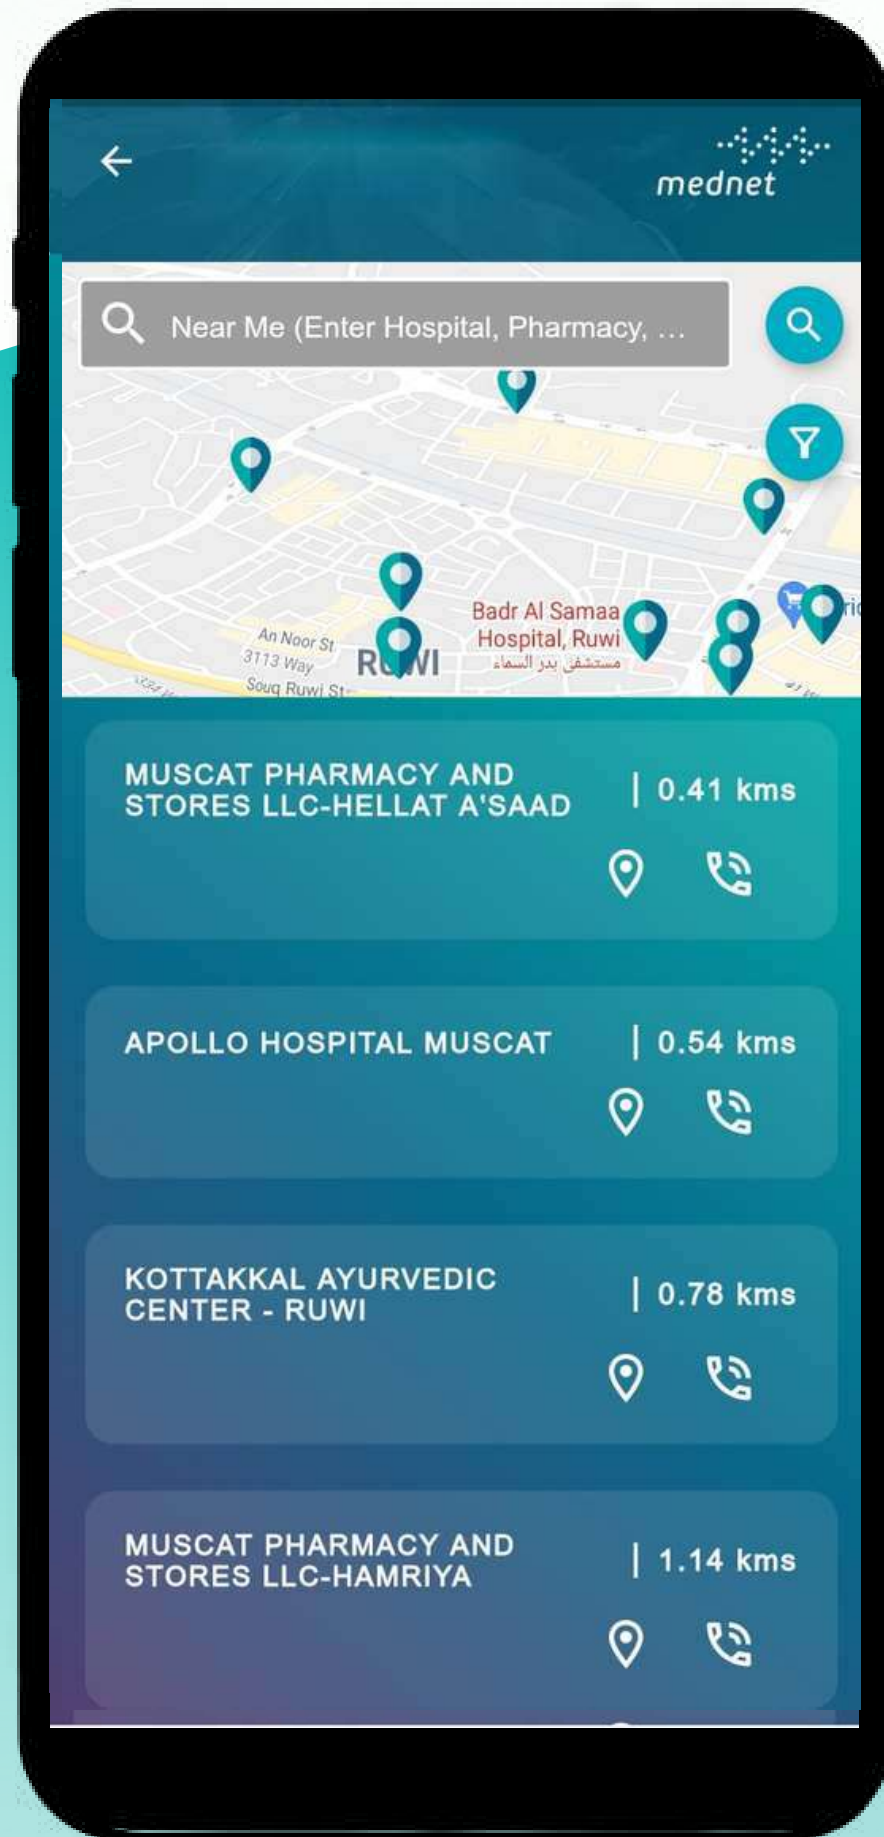 mednet
Near Me (Enter Hospital, Pharmacy, ...
Badr Al Samaa
Hospital, Ruwi
مستشفى بدر السماء
An Noor St
3113 Way
RUWI
Souq Ruwi St
MUSCAT PHARMACY AND
STORES LLC-HELLAT A'SAAD
| 0.41 kms
APOLLO HOSPITAL MUSCAT
| 0.54 kms
KOTTAKKAL AYURVEDIC
CENTER - RUWI
| 0.78 kms
MUSCAT PHARMACY AND
STORES LLC-HAMRIYA
| 1.14 kms